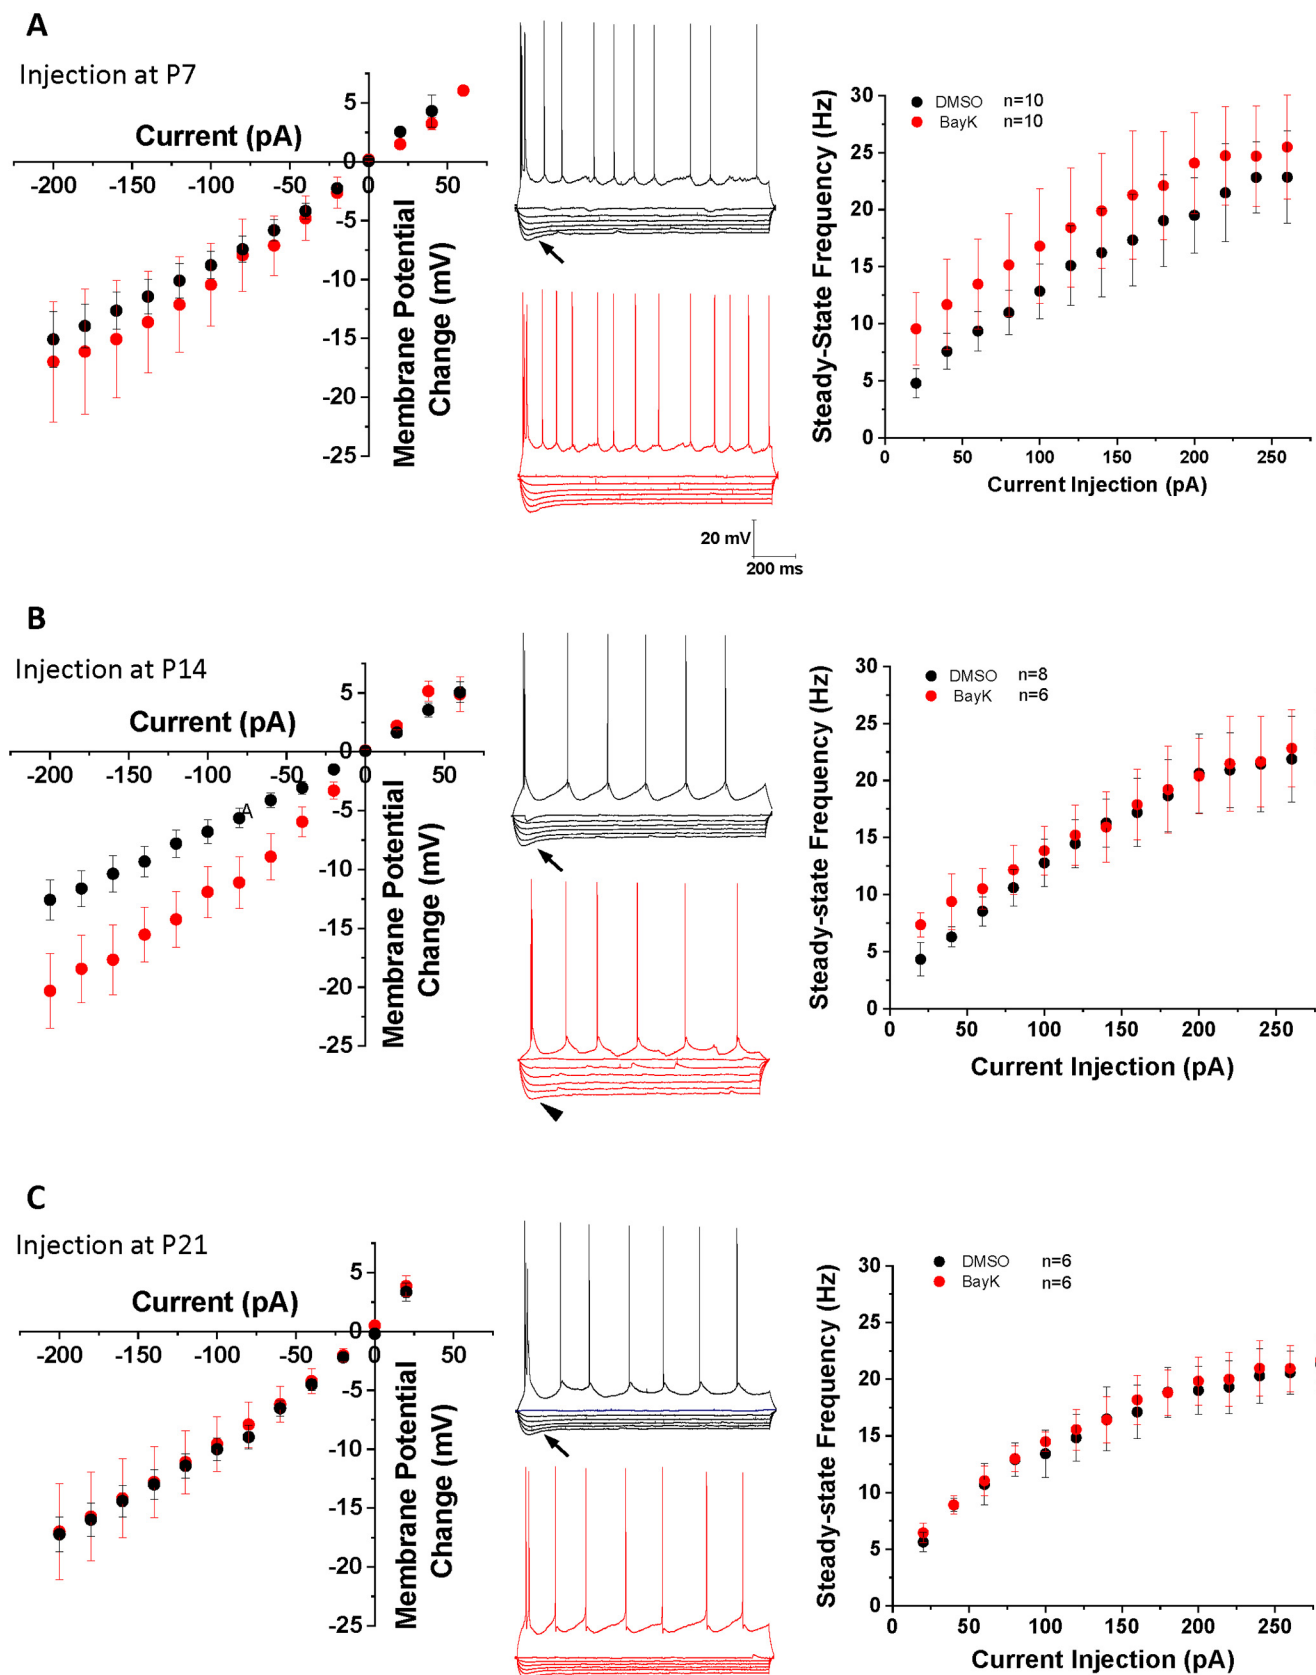 A
Injection at P7
Current (pA)
-200 -150 -100 -50 0 50
5
0
-5
-10
-15
-20
-25
Membrane Potential
Change (mV)
20 mV
200 ms
DMSO n=10
BayK n=10
Steady-State Frequency (Hz)
30
25
20
15
10
5
0
0 50 100 150 200 250
Current Injection (pA)
B
Injection at P14
Current (pA)
-200 -150 -100 -50 0 50
5
0
-5
-10
-15
-20
-25
A
Membrane Potential
Change (mV)
DMSO n=8
BayK n=6
Steady-state Frequency (Hz)
30
25
20
15
10
5
0
0 50 100 150 200 250
Current Injection (pA)
C
Injection at P21
Current (pA)
-200 -150 -100 -50 0 50
5
0
-5
-10
-15
-20
-25
Membrane Potential
Change (mV)
DMSO n=6
BayK n=6
Steady-state Frequency (Hz)
30
25
20
15
10
5
0
0 50 100 150 200 250
Current Injection (pA)